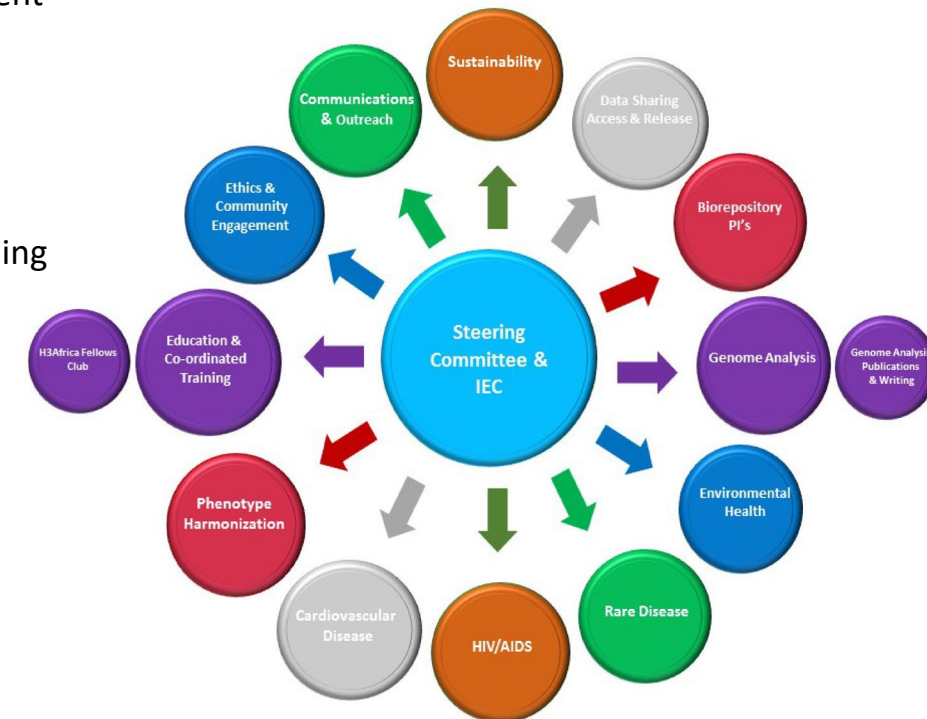 ent
Sustainability
Communications
& Outreach
Data Sharing
Access & Release
Ethics &
Community
Engagement
Biorepository
PI's
ing
Steering
Committee &
IEC
H3Africa Fellows
Club
Education &
Co-ordinated
Training
Genome Analysis
Genome Analysis
Publications
& Writing
Phenotype
Harmonization
Environmental
Health
Cardiovascular
Disease
HIV/AIDS
Rare Disease